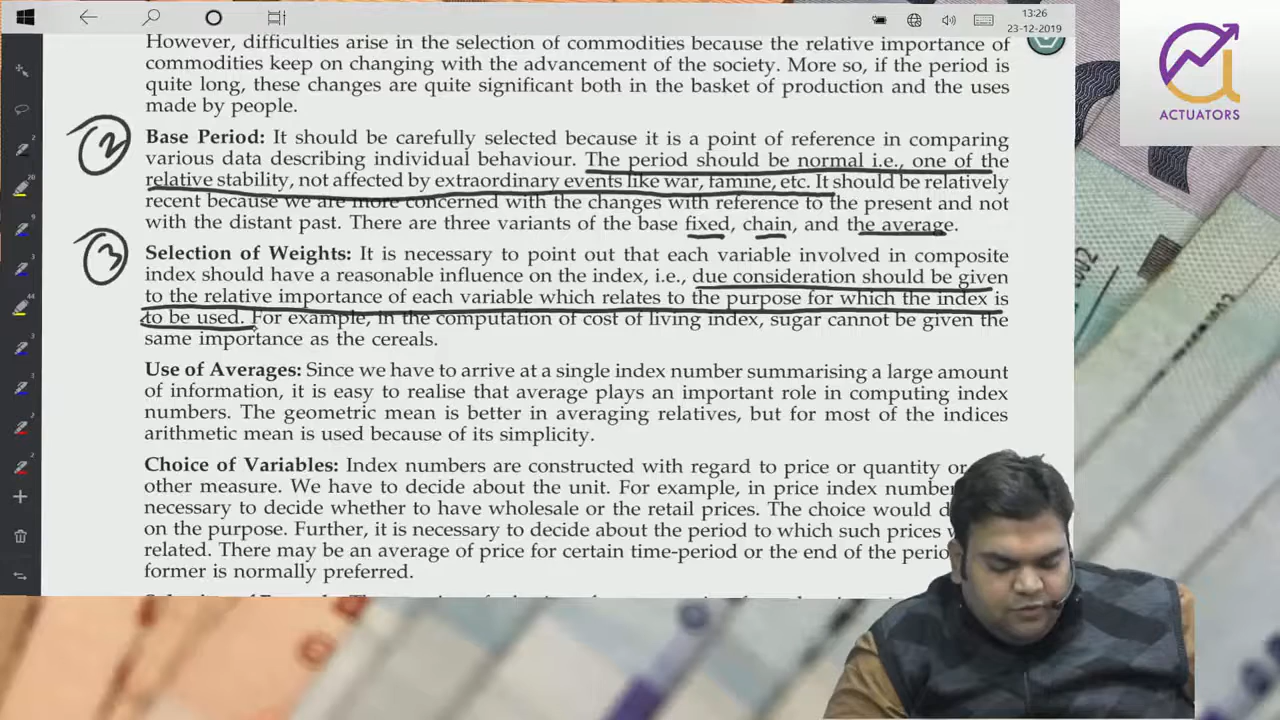 13:26
23-12-2019
ACTUATORS
However, difficulties arise in the selection of commodities because the relative importance of
commodities keep on changing with the advancement of the society. More so, if the period is
quite long, these changes are quite significant both in the basket of production and the uses
made by people.
2
Base Period: It should be carefully selected because it is a point of reference in comparing
various data describing individual behaviour. The period should be normal i.e., one of the
relative stability, not affected by extraordinary events like war, famine, etc. It should be relatively
recent because we are more concerned with the changes with reference to the present and not
with the distant past. There are three variants of the base fixed, chain, and the average.
3
Selection of Weights: It is necessary to point out that each variable involved in composite
index should have a reasonable influence on the index, i.e., due consideration should be given
to the relative importance of each variable which relates to the purpose for which the index is
to be used. For example, in the computation of cost of living index, sugar cannot be given the
same importance as the cereals.
Use of Averages: Since we have to arrive at a single index number summarising a large amount
of information, it is easy to realise that average plays an important role in computing index
numbers. The geometric mean is better in averaging relatives, but for most of the indices
arithmetic mean is used because of its simplicity.
Choice of Variables: Index numbers are constructed with regard to price or quantity or
other measure. We have to decide about the unit. For example, in price index number
necessary to decide whether to have wholesale or the retail prices. The choice would
on the purpose. Further, it is necessary to decide about the period to which such prices
related. There may be an average of price for certain time-period or the end of the
former is normally preferred.